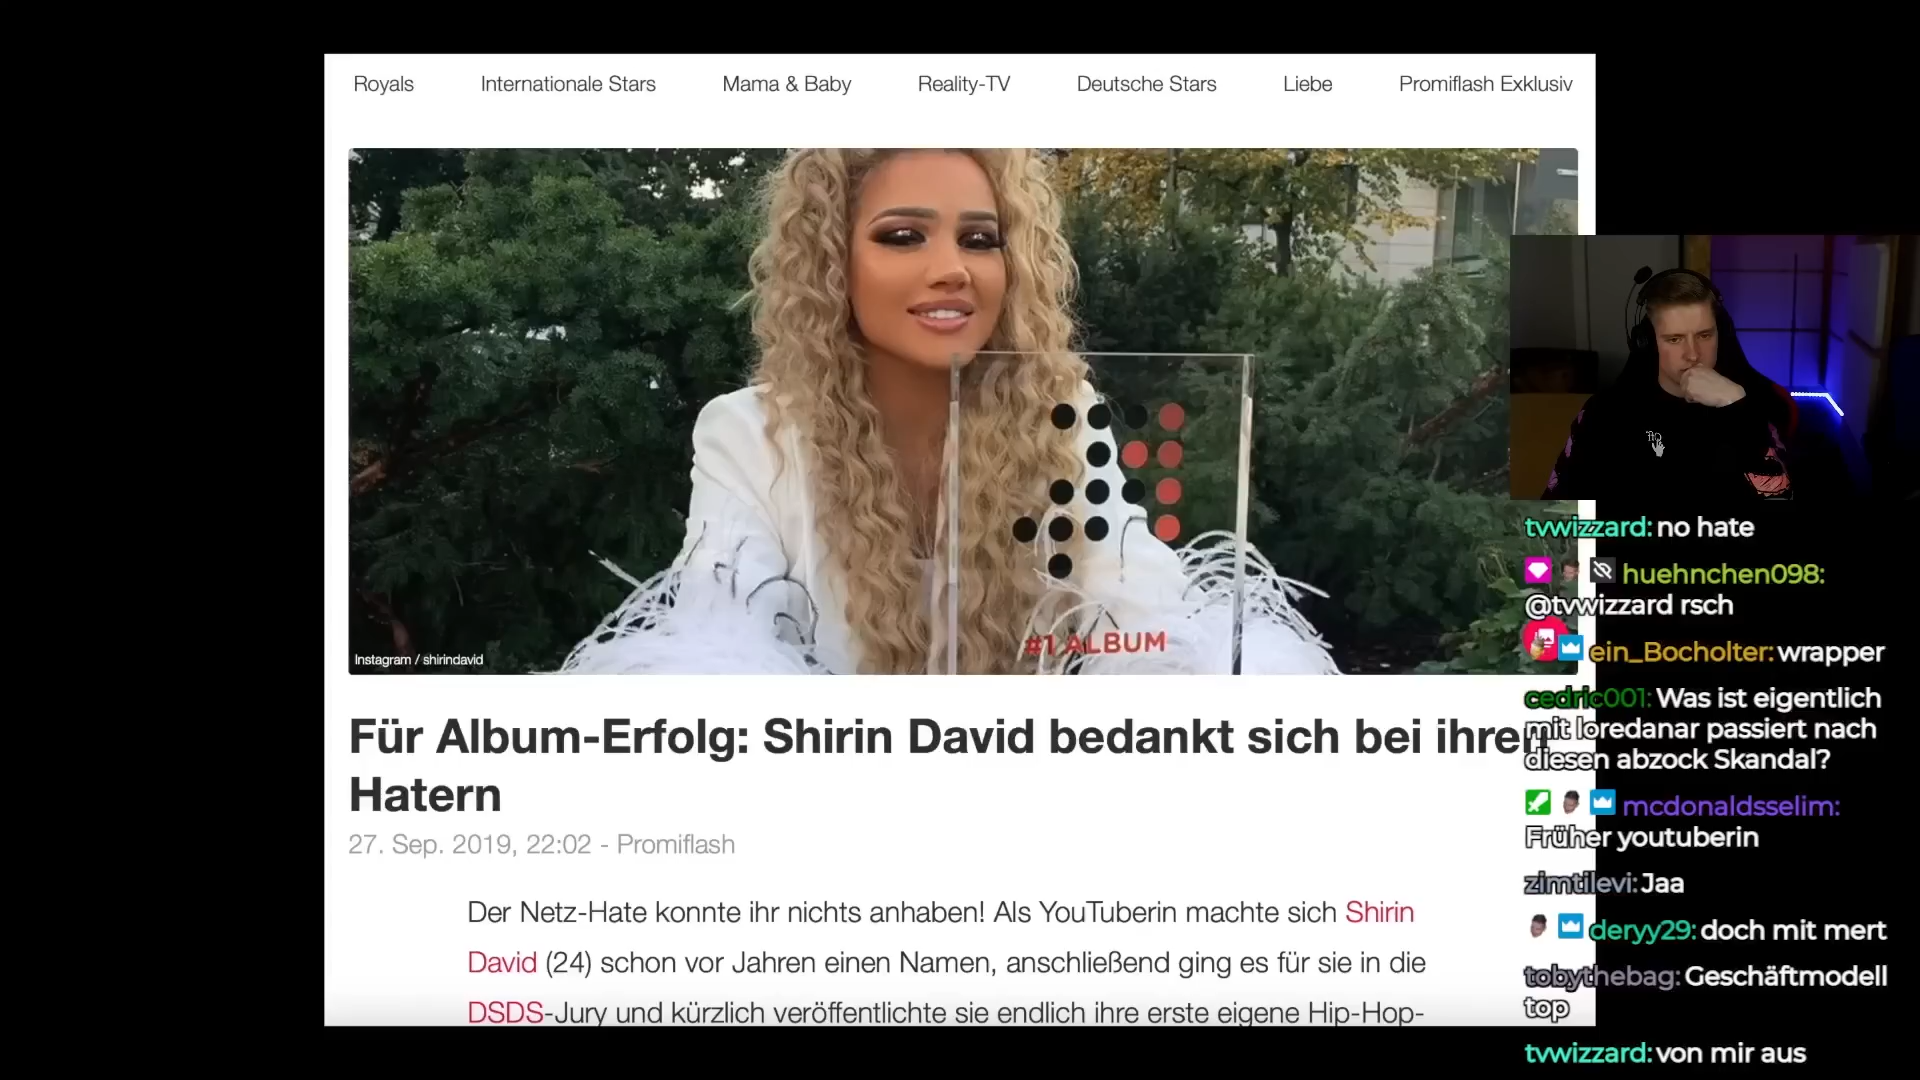 Royals Internationale Stars Mama & Baby Reality-TV Deutsche Stars Liebe Promiflash Exklusiv
#1 ALBUM
Instagram / shirindavid
Für Album-Erfolg: Shirin David bedankt sich bei ihren
Hatern
27. Sep. 2019, 22:02 - Promiflash
Der Netz-Hate konnte ihr nichts anhaben! Als YouTuberin machte sich Shirin
David (24) schon vor Jahren einen Namen, anschließend ging es für sie in die
DSDS-Jury und kürzlich veröffentlichte sie endlich ihre erste eigene Hip-Hop-
tvwizzard: no hate
huehnchen098:
@tvwizzard rsch
ein_Bocholter: wrapper
cedric001: Was ist eigentlich
mit loredanar passiert nach
diesen abzock Skandal?
mcdonaldsselim:
Früher youtuberin
zimtilevi: Jaa
deryy29: doch mit mert
tobythebag: Geschäftmodell
top
tvwizzard: von mir aus